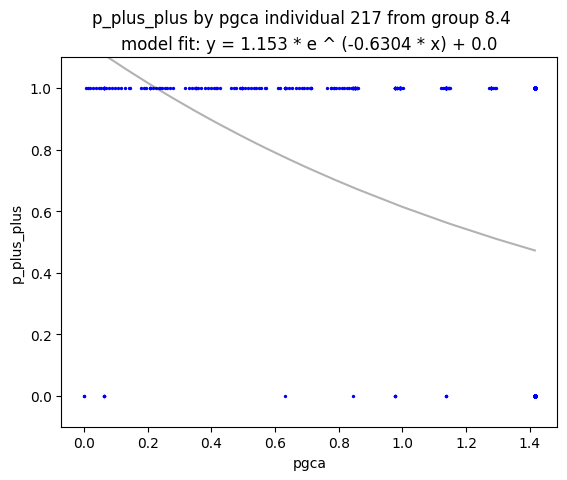 p_plus_plus by pgca individual 217 from group 8.4
model fit: y = 1.153 * e ^ (-0.6304 * x) + 0.0
1.0
0.8
0.6
0.4
0.2
0.0
p_plus_plus
0.0 0.2 0.4 0.6 0.8 1.0 1.2 1.4
pgca